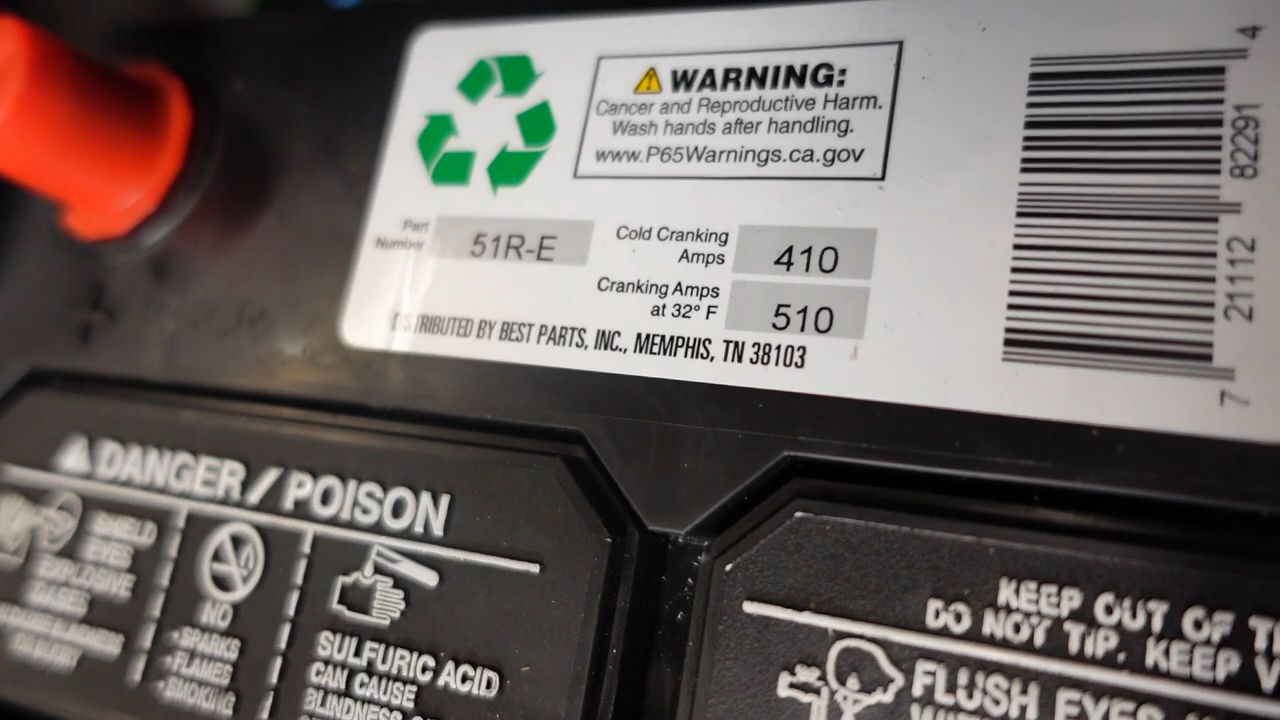 WARNING:
Cancer and Reproductive Harm.
Wash hands after handling.
www.P65Warnings.ca.gov
Part Number 51R-E
Cold Cranking Amps 410
Cranking Amps at 32° F 510
DISTRIBUTED BY BEST PARTS, INC., MEMPHIS, TN 38103
7 21112 82291 4
DANGER / POISON
SHIELD
EYES
EXPLOSIVE
GASES
NO
•SPARKS
•FLAMES
•SMOKING
SULFURIC ACID
CAN CAUSE
BLINDNESS
KEEP OUT OF
DO NOT TIP. KEEP
FLUSH EYES